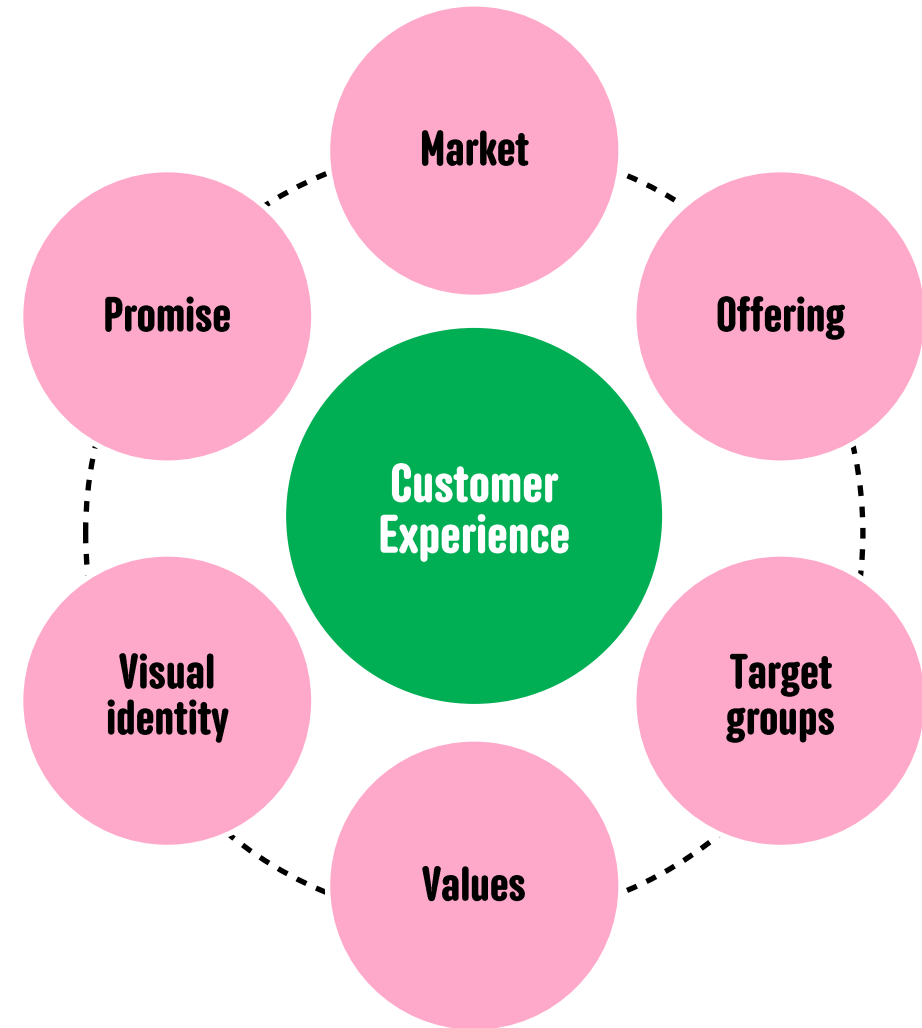 Market
Promise
Offering
Customer
Experience
Visual
identity
Target
groups
Values